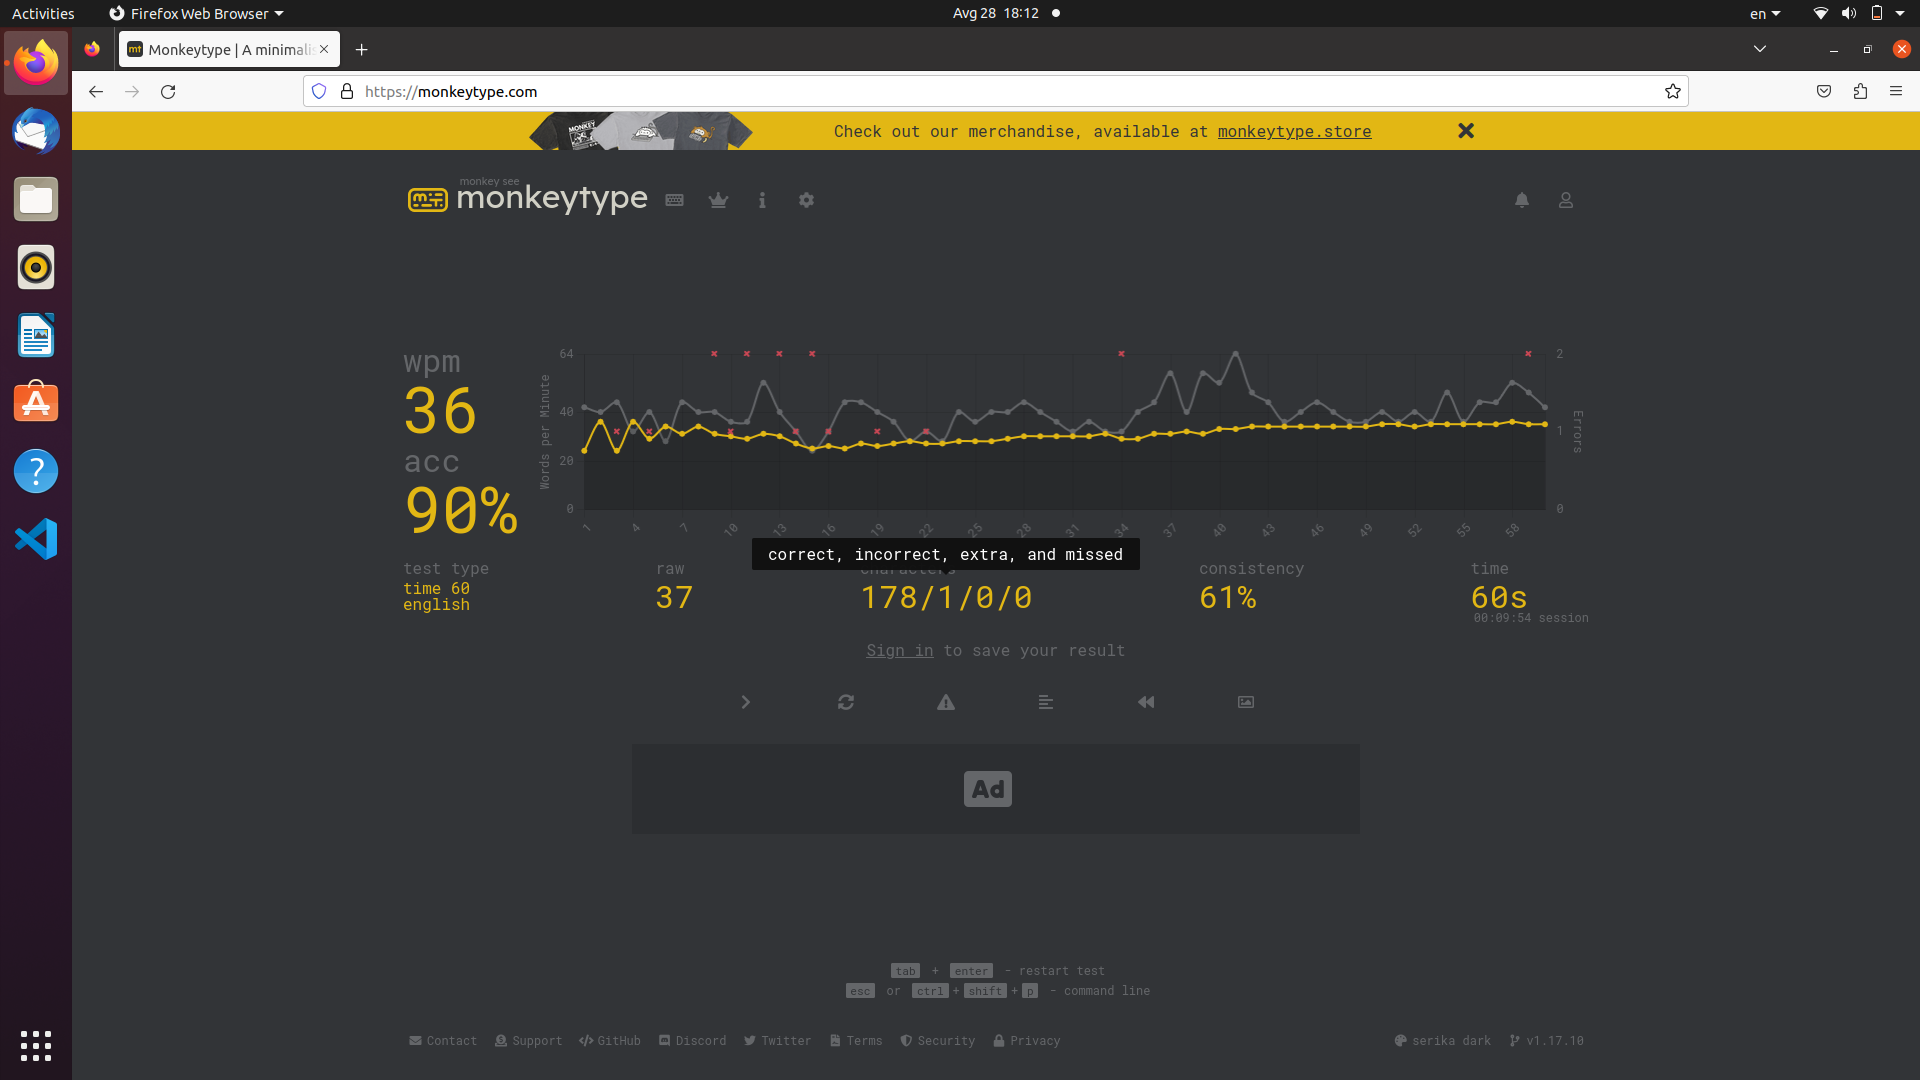 Activities Firefox Web Browser Avg 28 18:12 en
Monkeytype | A minimalis
https://monkeytype.com
MONKEY
Check out our merchandise, available at monkeytype.store
monkey see
monkeytype
wpm
36
acc
90%
Words per Minute
64
40
20
0
2
1
0
Errors
1 4 7 10 13 16 19 22 25 28 31 34 37 40 43 46 49 52 55 58
correct, incorrect, extra, and missed
test type
time 60
english
raw
37
characters
178/1/0/0
consistency
61%
time
60s
00:09:54 session
Sign in to save your result
Ad
tab + enter - restart test
esc or ctrl + shift + p - command line
Contact Support GitHub Discord Twitter Terms Security Privacy serika dark v1.17.10